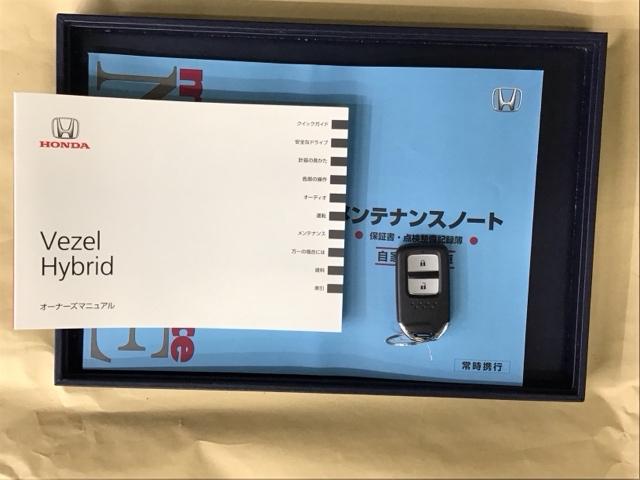 HONDA
Vezel
Hybrid
オーナーズマニュアル
クイックガイド
安全なドライブ
計器の見かた
各部の操作
オーディオ
運転
メンテナンス
万一の場合には
資料
索引
ンテナンスノート
保証書・点検整備記録簿
自家
常時携行